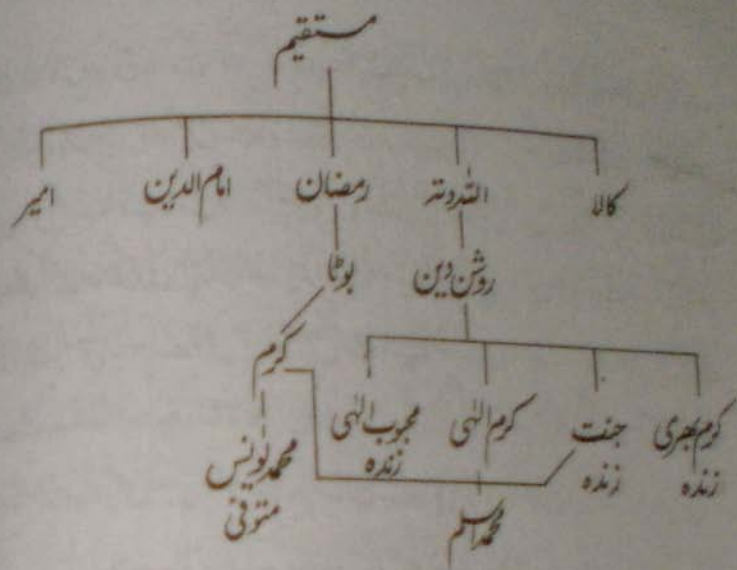 مستقیم
کالا اللہ دتہ رمضان امام الدین امیر
روشن دین بوٹا
کرم
کرم بھری جنت کرم الٰہی محبوب الٰہی
زندہ زندہ زندہ
محمد یونس
متوفی
محمد اسلم